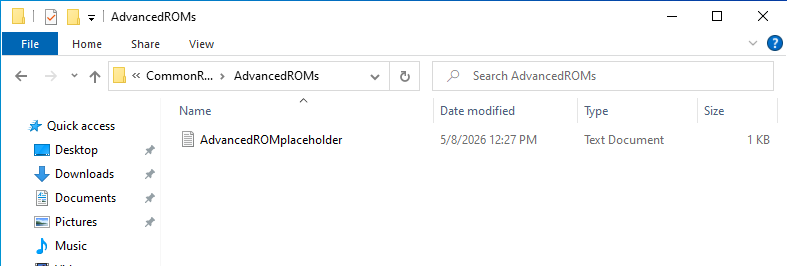 AdvancedROMs
File Home Share View
CommonR... AdvancedROMs Search AdvancedROMs
Name Date modified Type Size
Quick access
AdvancedROMplaceholder 5/8/2026 12:27 PM Text Document 1 KB
Desktop
Downloads
Documents
Pictures
Music